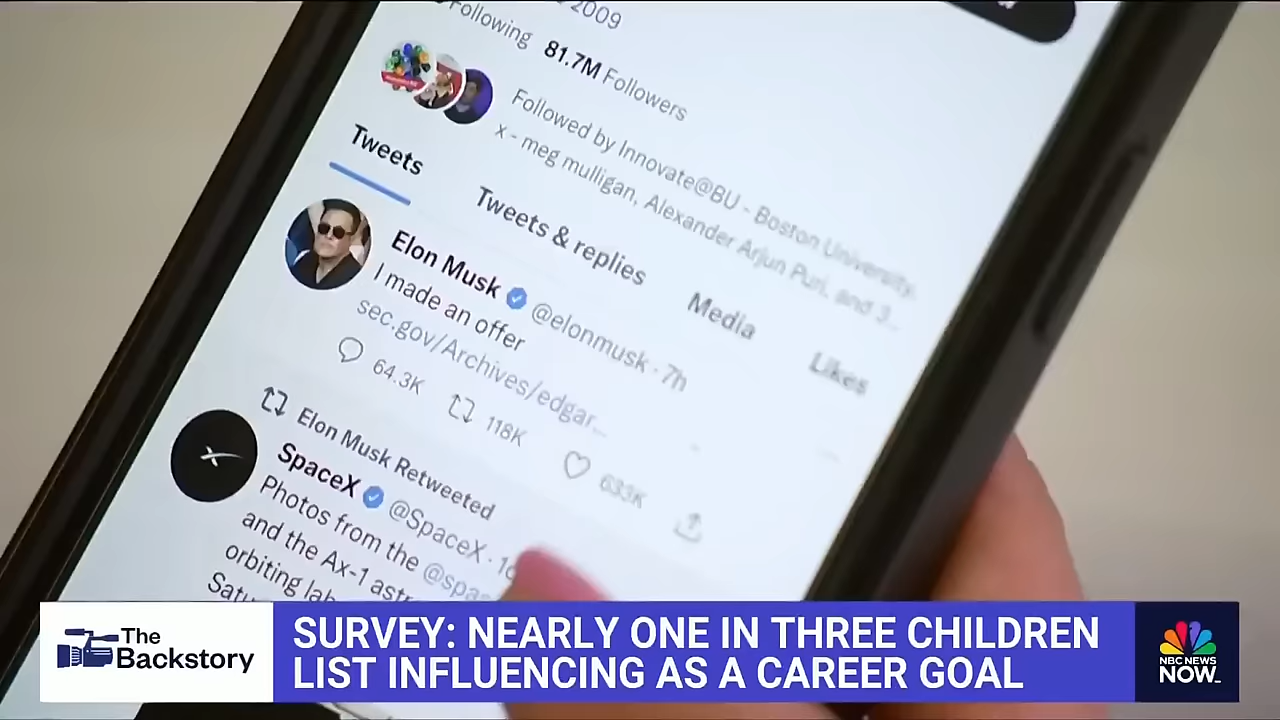 2009
Following 81.7M Followers
Followed by Innovate@BU - Boston University,
x - meg mulligan, Alexander Arjun Puri, and 3...
Tweets
Tweets & replies
Media
Likes
Elon Musk @elonmusk · 7h
I made an offer
sec.gov/Archives/edgar...
64.3K
118K
633K
Elon Musk Retweeted
SpaceX @SpaceX ·
Photos from the
and the Ax-1
orbiting
The
Backstory
SURVEY: NEARLY ONE IN THREE CHILDREN
LIST INFLUENCING AS A CAREER GOAL
NBC NEWS
NOW